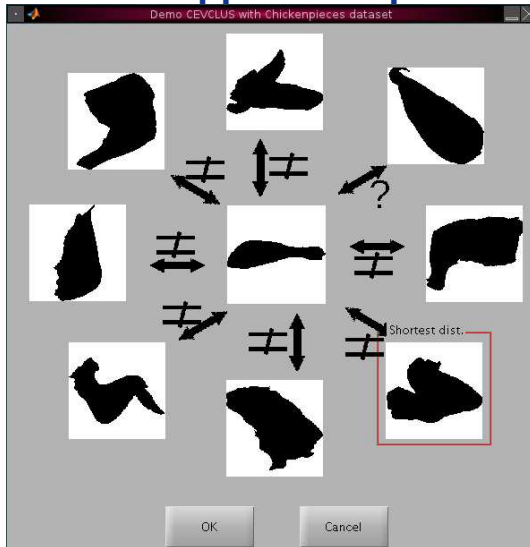 Demo CEVCLUS with Chickenpieces dataset
≠
≠
?
≠
≠
≠
≠
≠
Shortest dist.
OK
Cancel